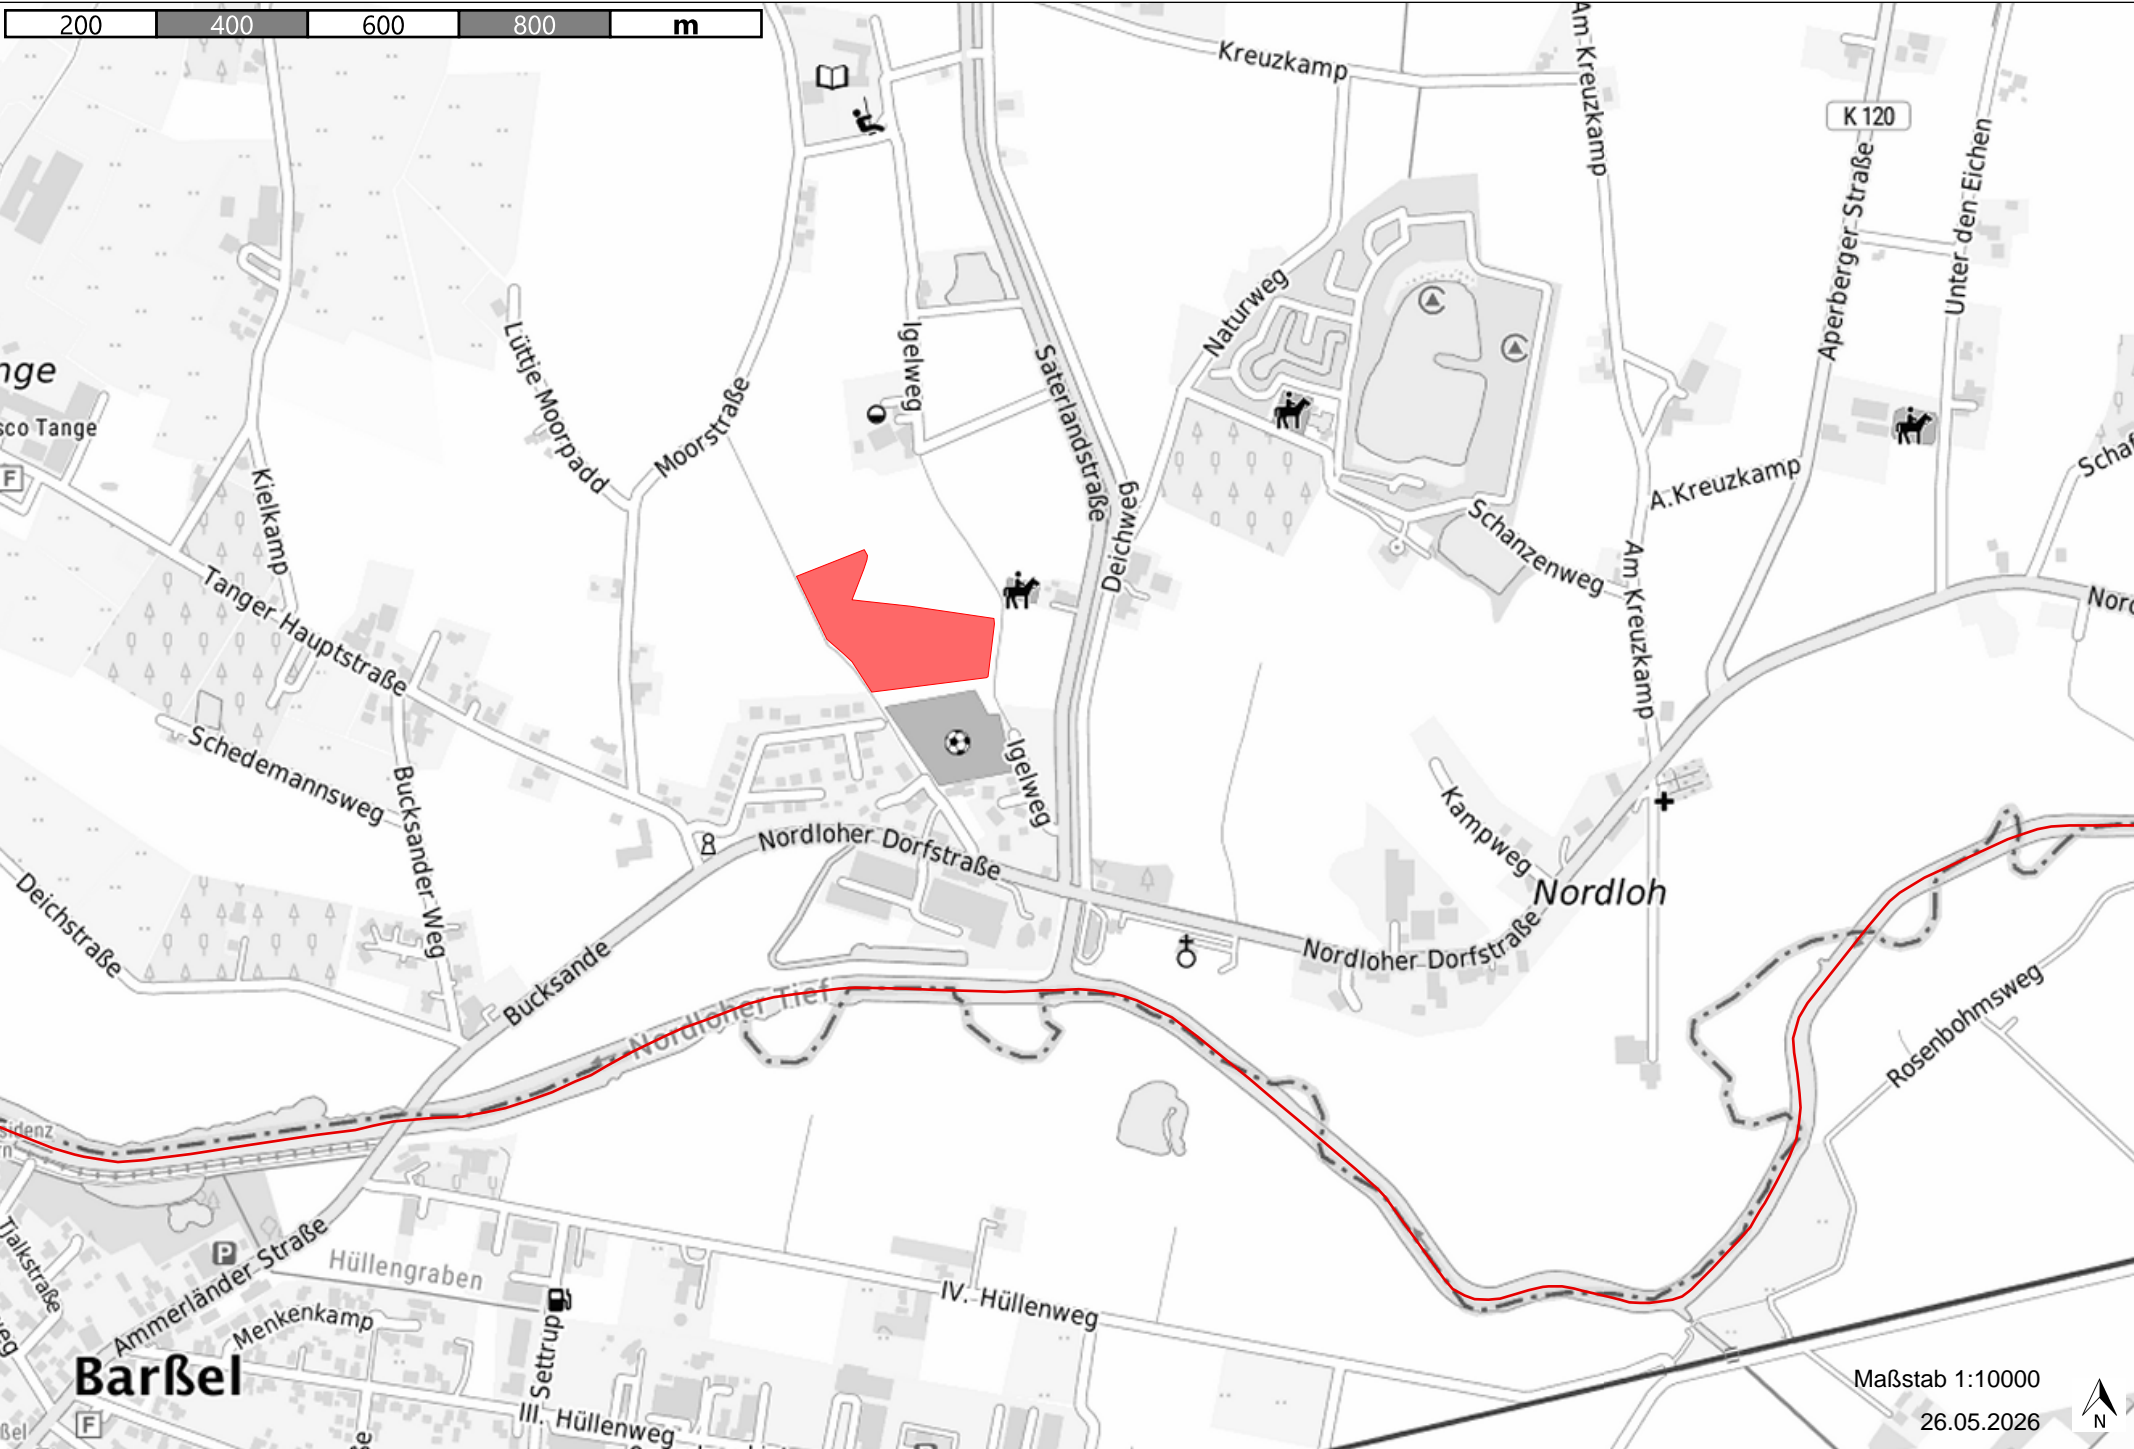 200 400 600 800 m
Kreuzkamp
Am Kreuzkamp
K 120
Aperberger Straße
Unter den Eichen
Naturweg
Lüttje Moorpadd
Igelweg
Saterlandstraße
Moorstraße
sco Tange
F
Kielkamp
Deichweg
A.Kreuzkamp
Schanzenweg
Am Kreuzkamp
Tanger Hauptstraße
Schedemannsweg
Bucksander Weg
Igelweg
Kampweg
Nordloher Dorfstraße
Nordloh
Deichstraße
Nordloher Dorfstraße
Bucksande
Nordloher Tief
Rosenbohmsweg
Tjalkstraße
P
Ammerländer Straße
Hüllengraben
IV. Hüllenweg
Menkenkamp
Settrup
Barßel
III. Hüllenweg
F
Maßstab 1:10000
26.05.2026
N